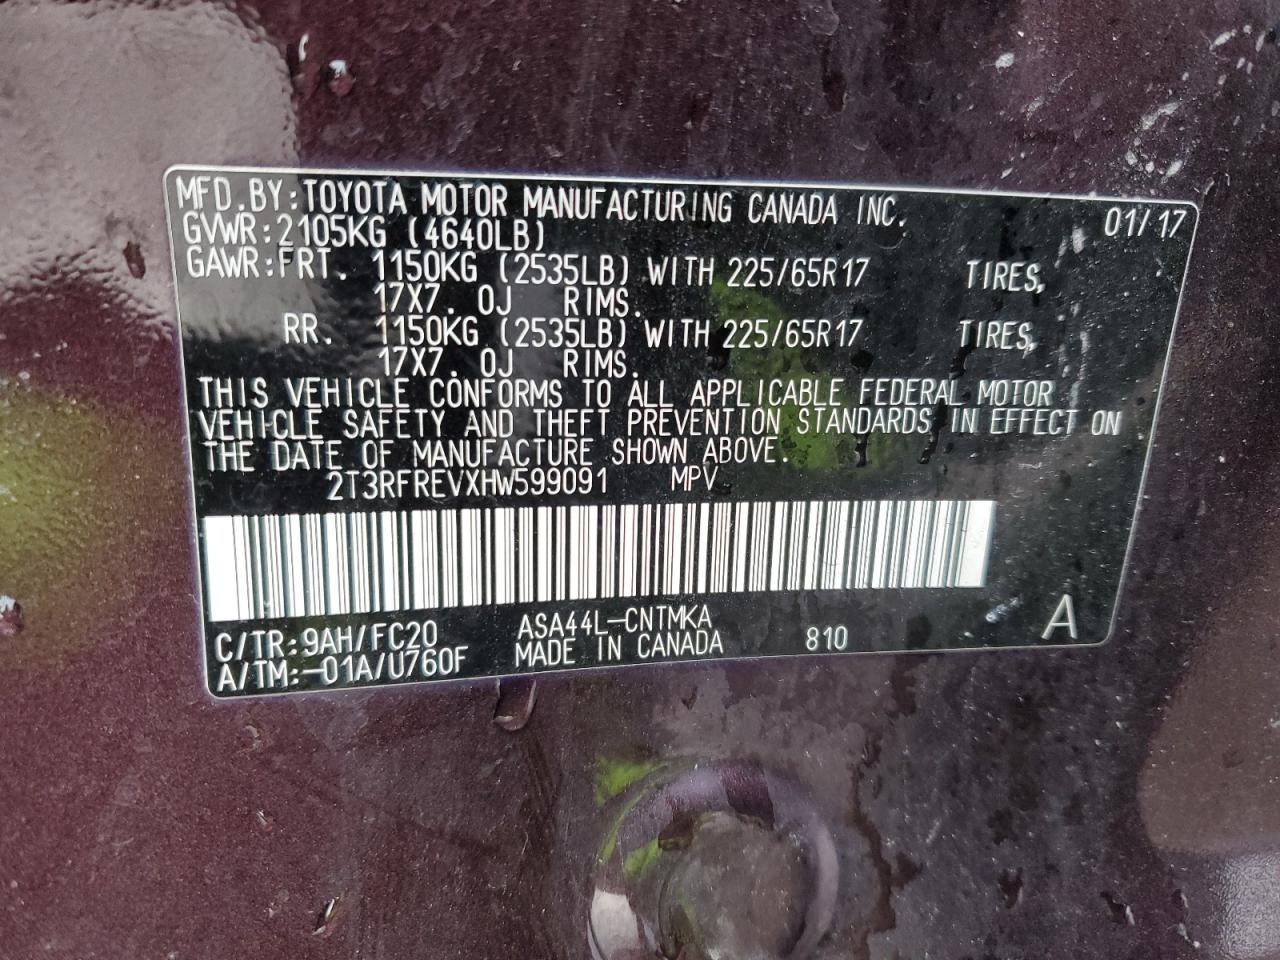 MFD.BY:TOYOTA MOTOR MANUFACTURING CANADA INC. 01/17
GVWR:2105KG (4640LB)
GAWR:FRT. 1150KG (2535LB) WITH 225/65R17 TIRES,
17X7. 0J RIMS.
RR. 1150KG (2535LB) WITH 225/65R17 TIRES,
17X7. 0J RIMS.
THIS VEHICLE CONFORMS TO ALL APPLICABLE FEDERAL MOTOR
VEHICLE SAFETY AND THEFT PREVENTION STANDARDS IN EFFECT ON
THE DATE OF MANUFACTURE SHOWN ABOVE.
2T3RFREVXHW599091 MPV
C/TR:9AH/FC20 ASA44L-CNTMKA
A/TM:-01A/U760F MADE IN CANADA 810 A